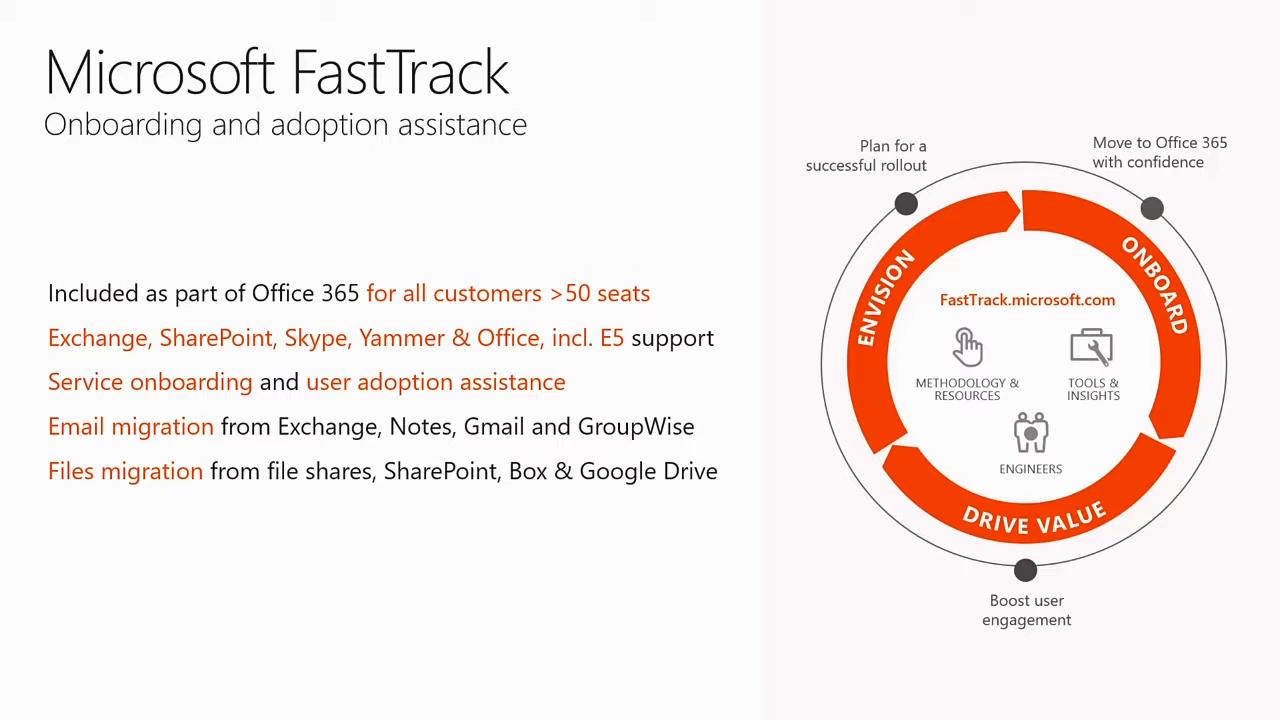 Microsoft FastTrack
Onboarding and adoption assistance
Included as part of Office 365 for all customers >50 seats
Exchange, SharePoint, Skype, Yammer & Office, incl. E5 support
Service onboarding and user adoption assistance
Email migration from Exchange, Notes, Gmail and GroupWise
Files migration from file shares, SharePoint, Box & Google Drive
Plan for a
successful rollout
Move to Office 365
with confidence
ENVISION
ONBOARD
FastTrack.microsoft.com
METHODOLOGY &
RESOURCES
TOOLS &
INSIGHTS
ENGINEERS
DRIVE VALUE
Boost user
engagement